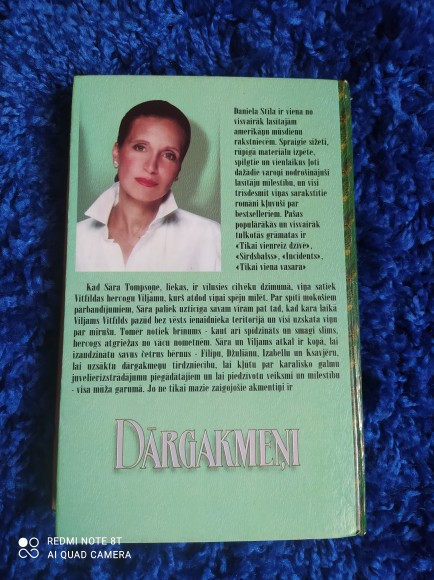 Daniela Stīla ir viena no
visvairāk lasītajām
amerikāņu mūsdienu
rakstniecēm. Spraigie sižeti,
rūpīgā materiālu izpēte,
spilgtie un vienlaikus ļoti
dažādie varoņi nodrošinājuši
lasītāju mīlestību, un visi
trīsdesmit viņas sarakstītie
romāni kļuvuši par
bestselleriem. Pašas
populārākās un visvairāk
tulkotās grāmatas ir
«Tikai vienreiz dzīvē»,
«Sirdsbalss», «Incidents»,
«Tikai viena vasara»
Kad Sāra Tompsone, liekas, ir vīlusies cilvēku dzimumā, viņa satiek
Vitfīldas hercogu Viljamu, kurš atdod viņai spēju mīlēt. Par spīti mokošiem
pārbaudījumiem, Sāra paliek uzticīga savam vīram pat tad, kad kara laikā
Viljams Vitfīlds pazūd bez vēsts ienaidnieka teritorijā un visi uzskata viņu
par mirušu. Tomēr notiek brīnums - kaut arī spīdzināts un smagi slims,
hercogs atgriežas no vācu nometnēm. Sāra un Viljams atkal ir kopā, lai
izaudzinātu savus četrus bērnus - Filipu, Džuliānu, Izabellu un Ksavjēru,
lai uzsāktu dārgakmeņu tirdzniecību, lai kļūtu par karalisko galmu
juvelierizstrādājumu piegādātājiem un lai piedzīvotu veiksmi un mīlestību
- visa mūža garumā. Jo ne tikai mazie zaigojošie akmentiņi ir
DĀRGAKMEŅI
REDMI NOTE 8T
AI QUAD CAMERA